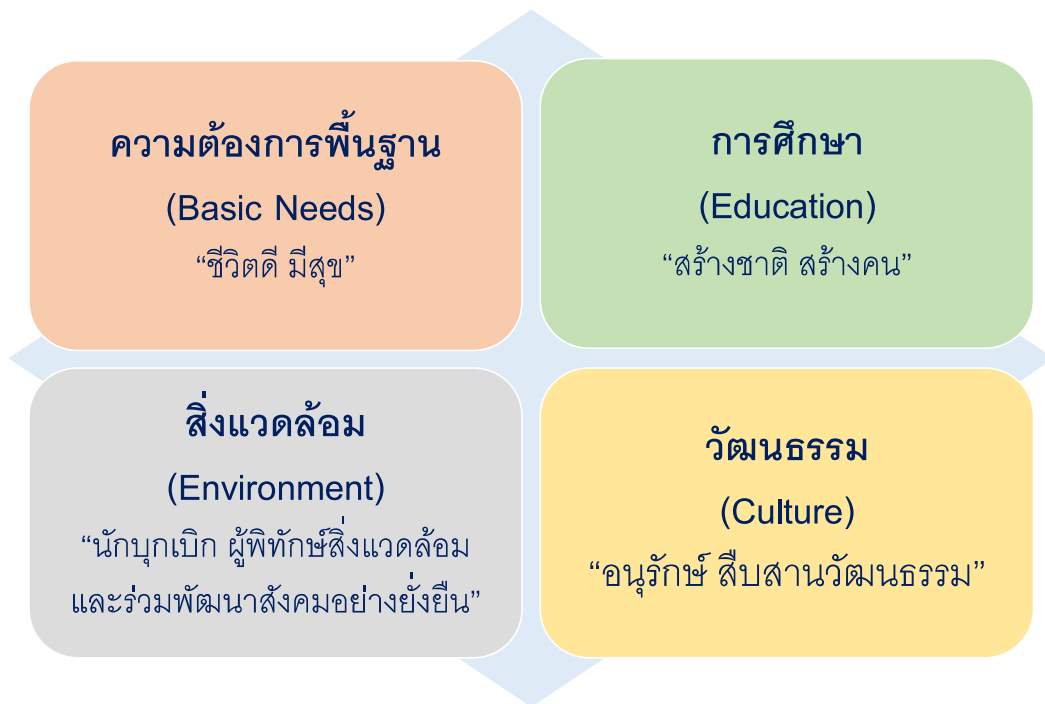 ความต้องการพื้นฐาน
(Basic Needs)
“ชีวิตดี มีสุข”
การศึกษา
(Education)
“สร้างชาติ สร้างคน”
สิ่งแวดล้อม
(Environment)
“นักบุกเบิก ผู้พิทักษ์สิ่งแวดล้อม
และร่วมพัฒนาสังคมอย่างยั่งยืน”
วัฒนธรรม
(Culture)
“อนุรักษ์ สืบสานวัฒนธรรม”